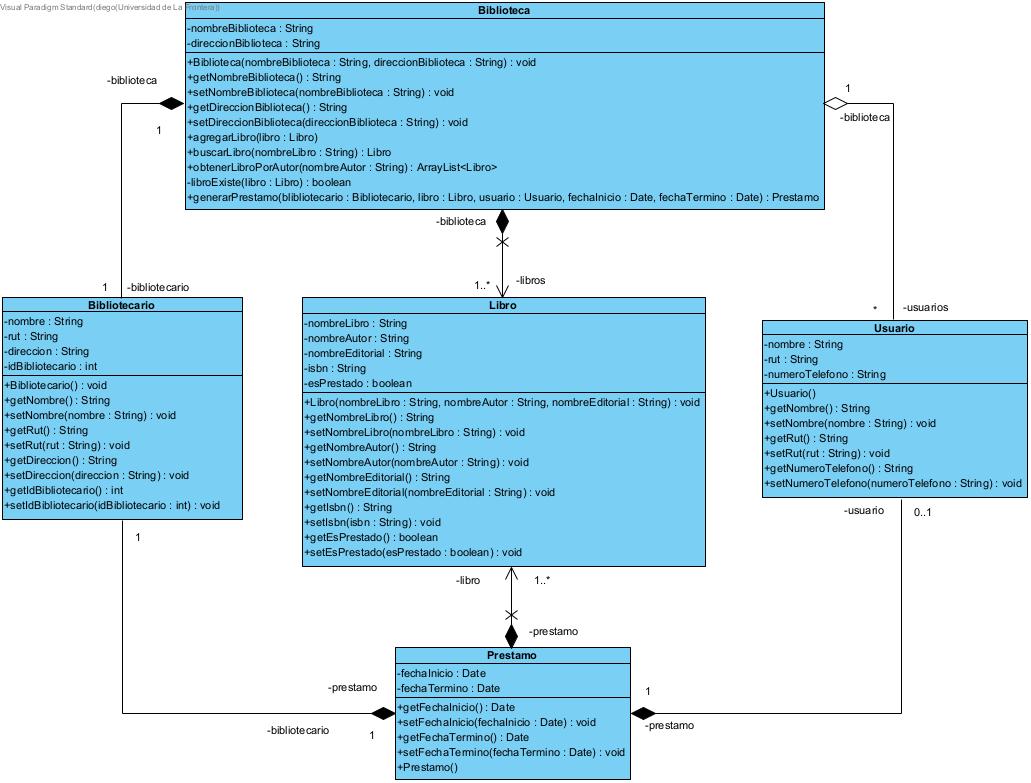 Visual Paradigm Standard(diego(Universidad de La Frontera))
Biblioteca
-nombreBiblioteca : String
-direccionBiblioteca : String
+Biblioteca(nombreBiblioteca : String, direccionBiblioteca : String) : void
+getNombreBiblioteca() : String
+setNombreBiblioteca(nombreBiblioteca : String) : void
+getDireccionBiblioteca() : String
+setDireccionBiblioteca(direccionBiblioteca : String) : void
+agregarLibro(libro : Libro)
+buscarLibro(nombreLibro : String) : Libro
+obtenerLibroPorAutor(nombreAutor : String) : ArrayList<Libro>
-libroExiste(libro : Libro) : boolean
+generarPrestamo(blibliotecario : Bibliotecario, libro : Libro, usuario : Usuario, fechaInicio : Date, fechaTermino : Date) : Prestamo
-biblioteca
1
1
-biblioteca
-biblioteca
1..*
-libros
1
-bibliotecario
*
-usuarios
Bibliotecario
-nombre : String
-rut : String
-direccion : String
-idBibliotecario : int
+Bibliotecario() : void
+getNombre() : String
+setNombre(nombre : String) : void
+getRut() : String
+setRut(rut : String) : void
+getDireccion() : String
+setDireccion(direccion : String) : void
+getIdBibliotecario() : int
+setIdBibliotecario(idBibliotecario : int) : void
Libro
-nombreLibro : String
-nombreAutor : String
-nombreEditorial : String
-isbn : String
-esPrestado : boolean
+Libro(nombreLibro : String, nombreAutor : String, nombreEditorial : String) : void
+getNombreLibro() : String
+setNombreLibro(nombreLibro : String) : void
+getNombreAutor() : String
+setNombreAutor(nombreAutor : String) : void
+getNombreEditorial() : String
+setNombreEditorial(nombreEditorial : String) : void
+getIsbn() : String
+setIsbn(isbn : String) : void
+getEsPrestado() : boolean
+setEsPrestado(esPrestado : boolean) : void
Usuario
-nombre : String
-rut : String
-numeroTelefono : String
+Usuario()
+getNombre() : String
+setNombre(nombre : String) : void
+getRut() : String
+setRut(rut : String) : void
+getNumeroTelefono() : String
+setNumeroTelefono(numeroTelefono : String) : void
1
-usuario
0..1
-libro
1..*
-prestamo
-prestamo
-bibliotecario
1
1
-prestamo
Prestamo
-fechaInicio : Date
-fechaTermino : Date
+getFechaInicio() : Date
+setFechaInicio(fechaInicio : Date) : void
+getFechaTermino() : Date
+setFechaTermino(fechaTermino : Date) : void
+Prestamo()